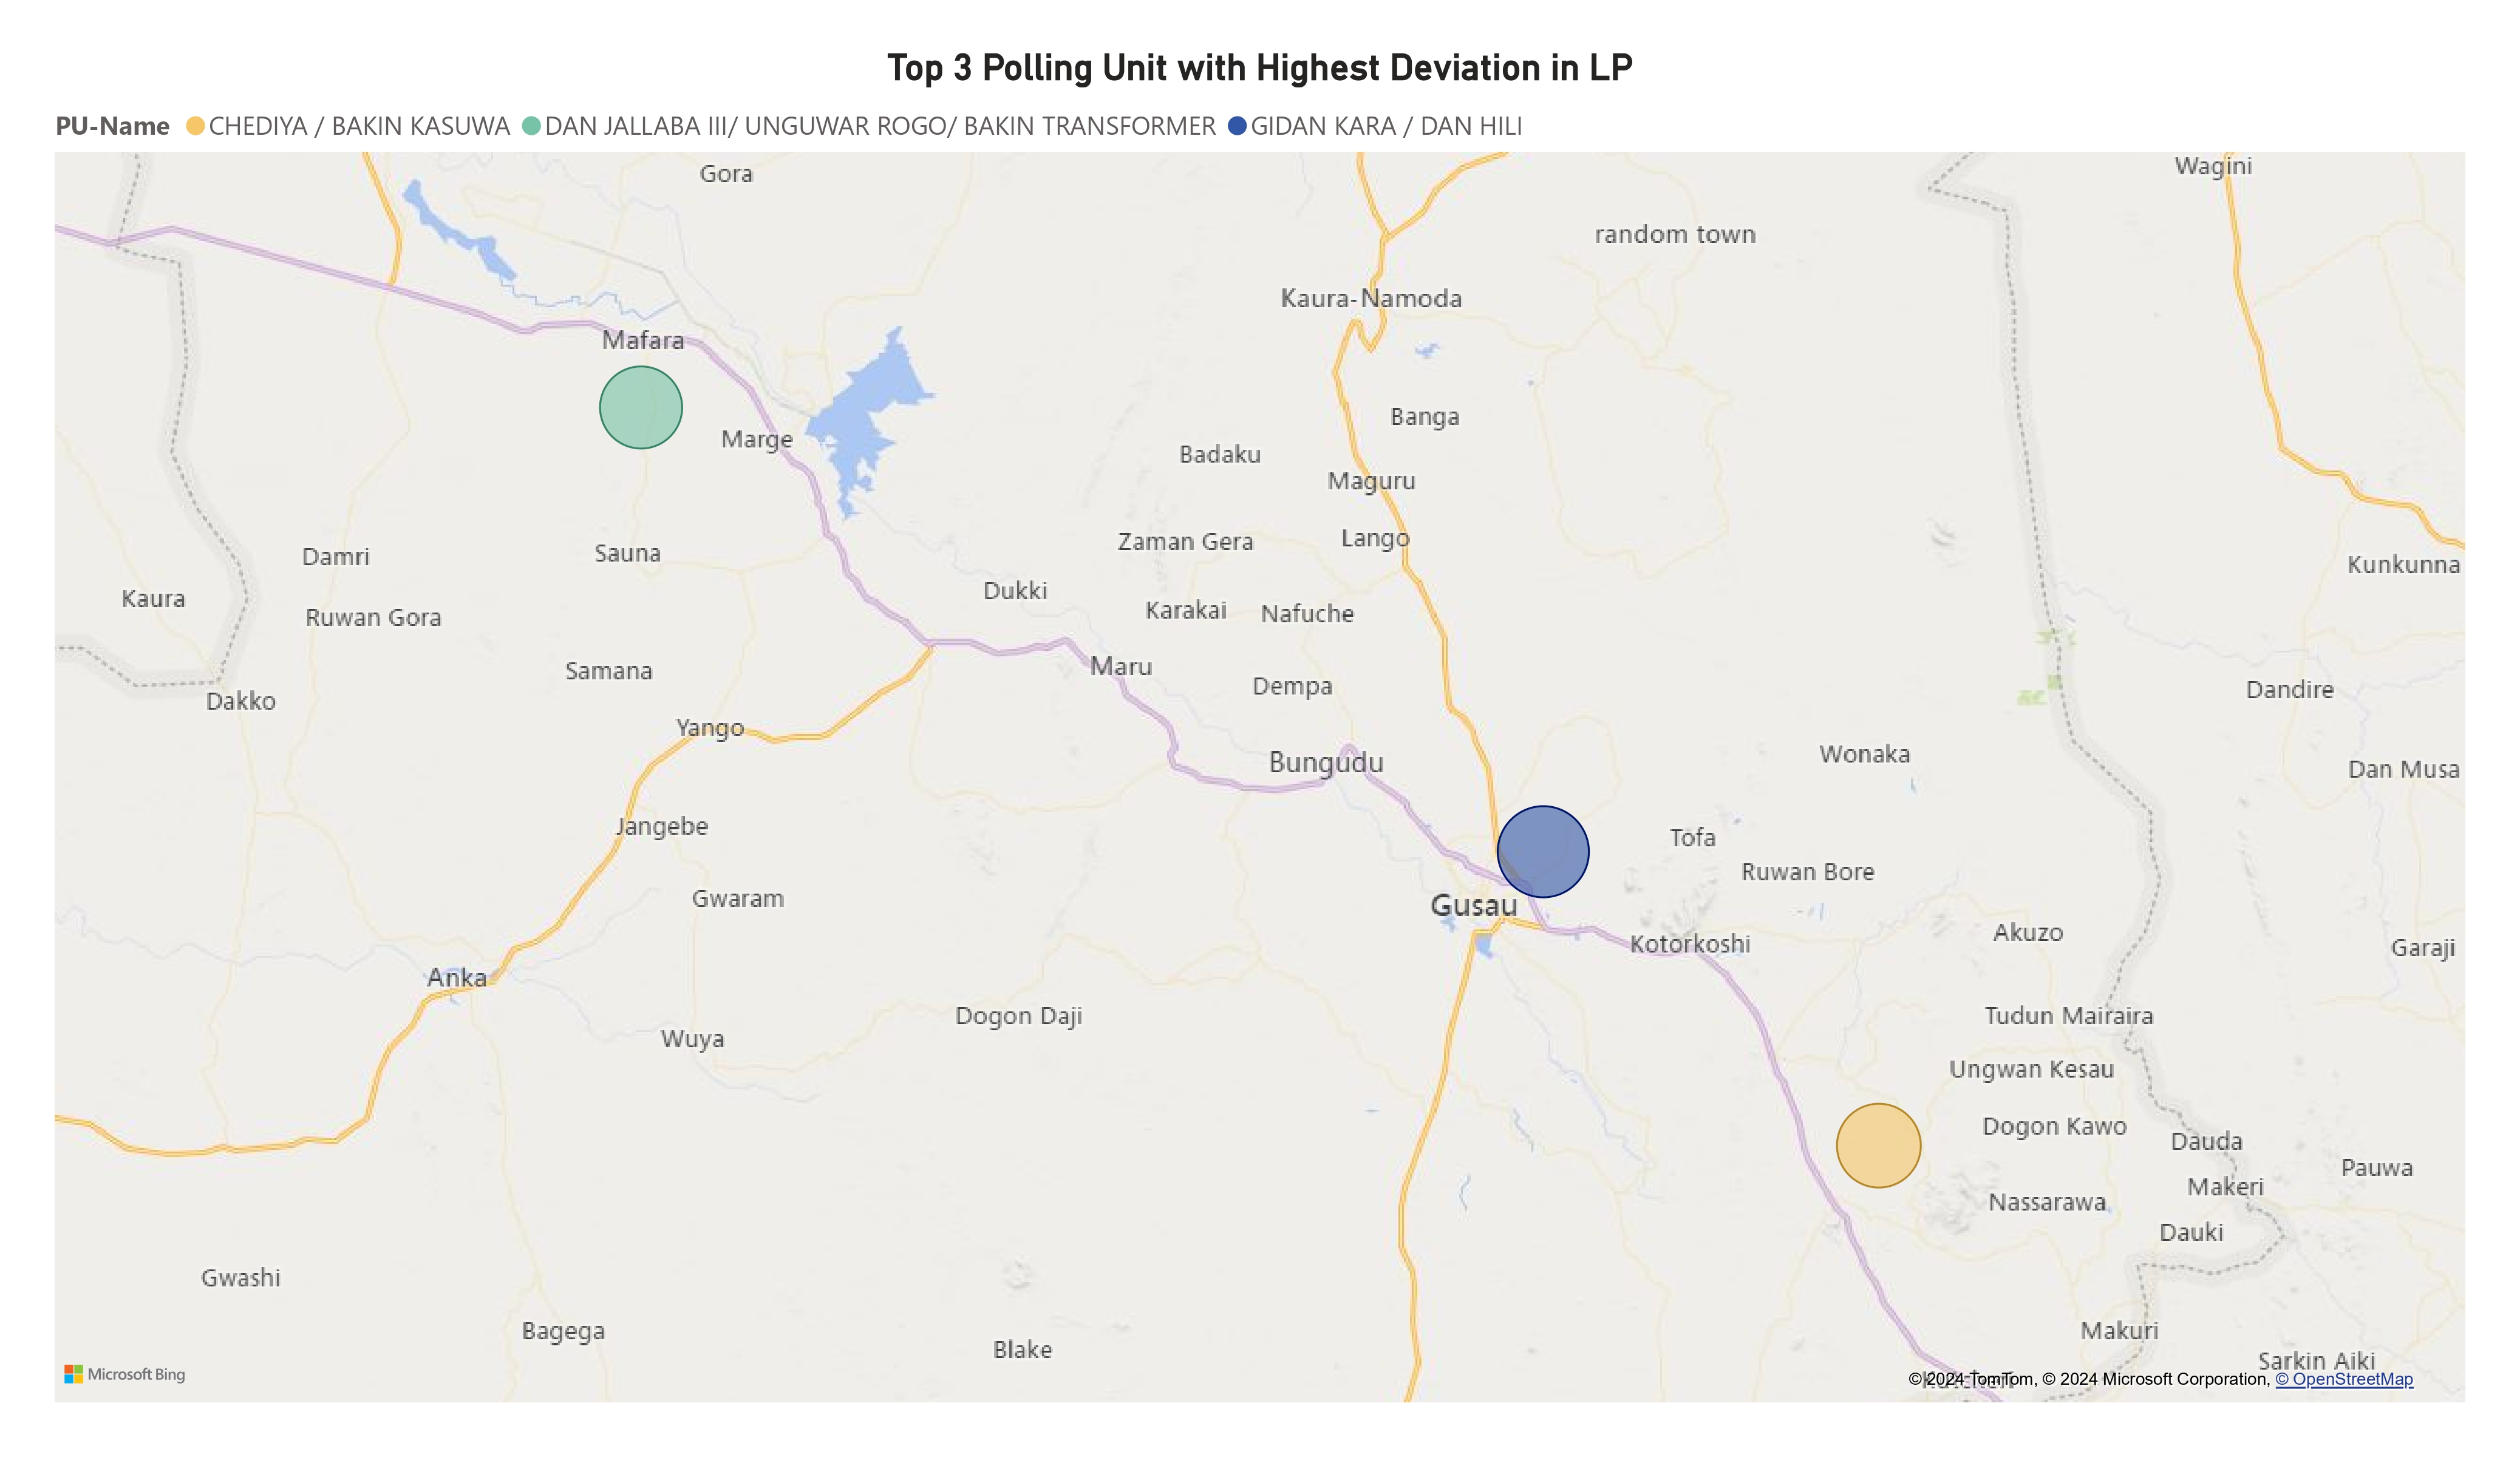 Top 3 Polling Unit with Highest Deviation in LP
PU-Name CHEDIYA / BAKIN KASUWA DAN JALLABA III/ UNGUWAR ROGO/ BAKIN TRANSFORMER GIDAN KARA / DAN HILI
Wagini
Gora
random town
Kaura-Namoda
Mafara
Banga
Marge
Badaku
Maguru
Lango
Zaman Gera
Sauna
Damri
Kunkunna
Dukki
Kaura
Karakai
Nafuche
Ruwan Gora
Maru
Samana
Dempa
Dandire
Dakko
Yango
Wonaka
Bungudu
Dan Musa
Jangebe
Tofa
Ruwan Bore
Gwaram
Gusau
Akuzo
Kotorkoshi
Garaji
Anka
Dogon Daji
Tudun Mairaira
Wuya
Ungwan Kesau
Dogon Kawo
Dauda
Pauwa
Makeri
Nassarawa
Dauki
Gwashi
Bagega
Makuri
Blake
Sarkin Aiki
Microsoft Bing
© 2024 TomTom, © 2024 Microsoft Corporation, © OpenStreetMap